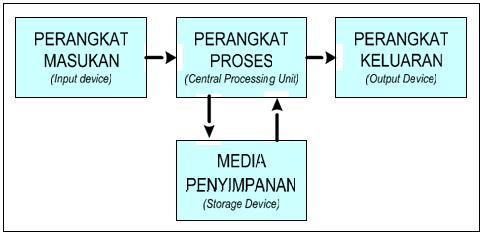 PERANGKAT
MASUKAN
(Input device)
PERANGKAT
PROSES
(Central Processing Unit)
PERANGKAT
KELUARAN
(Output Device)
MEDIA
PENYIMPANAN
(Storage Device)